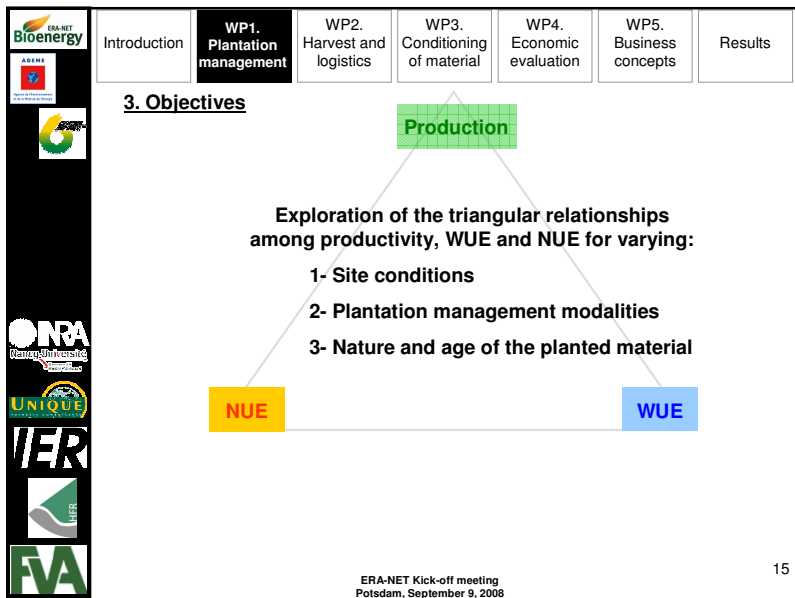 ERA-NET
Bioenergy
ADEME
Introduction
WP1.
Plantation
management
WP2.
Harvest and
logistics
WP3.
Conditioning
of material
WP4.
Economic
evaluation
WP5.
Business
concepts
Results
3. Objectives
Production
Exploration of the triangular relationships
among productivity, WUE and NUE for varying:
1- Site conditions
2- Plantation management modalities
3- Nature and age of the planted material
NUE
WUE
INRA
Nancy-Université
UNIQUE
IER
HFR
FVA
ERA-NET Kick-off meeting
Potsdam, September 9, 2008
15